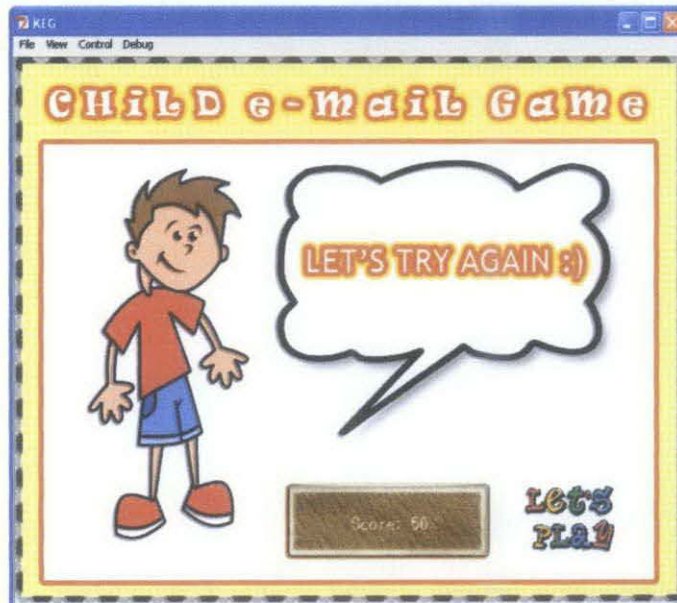 KEG
File View Control Debug
CHiLD e-maiL Game
LET'S TRY AGAIN :)
Score: 50
Let's
PLay